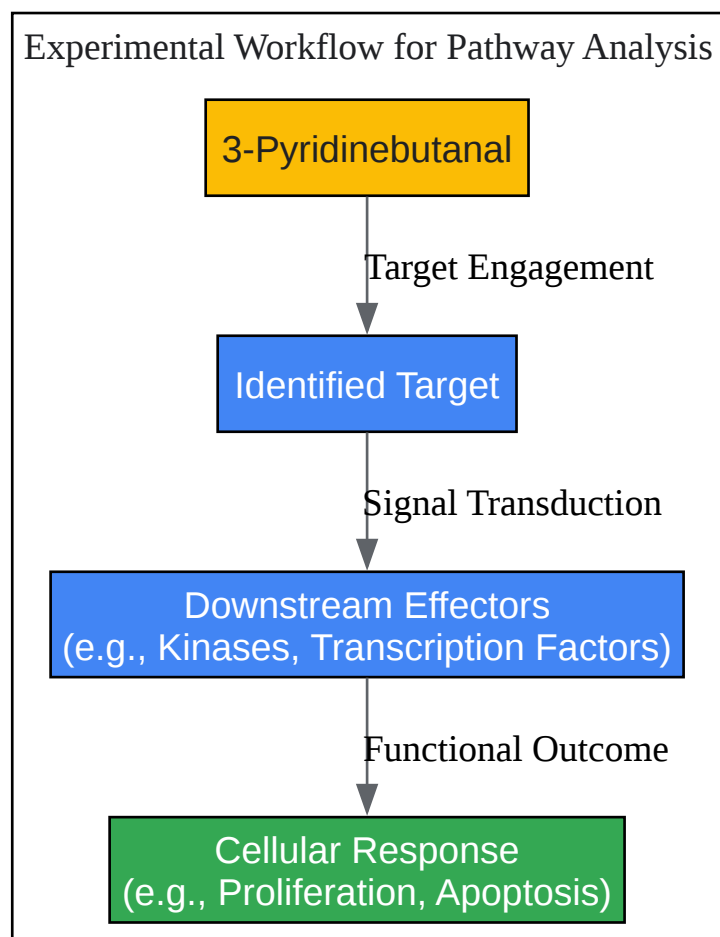 Experimental Workflow for Pathway Analysis
3-Pyridinebutanal
Target Engagement
Identified Target
Signal Transduction
Downstream Effectors
(e.g., Kinases, Transcription Factors)
Functional Outcome
Cellular Response
(e.g., Proliferation, Apoptosis)